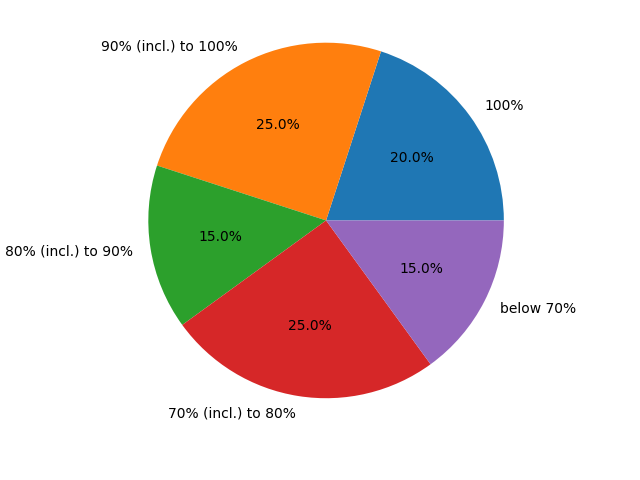 90% (incl.) to 100%
100%
25.0%
20.0%
80% (incl.) to 90%
15.0%
15.0%
below 70%
25.0%
70% (incl.) to 80%